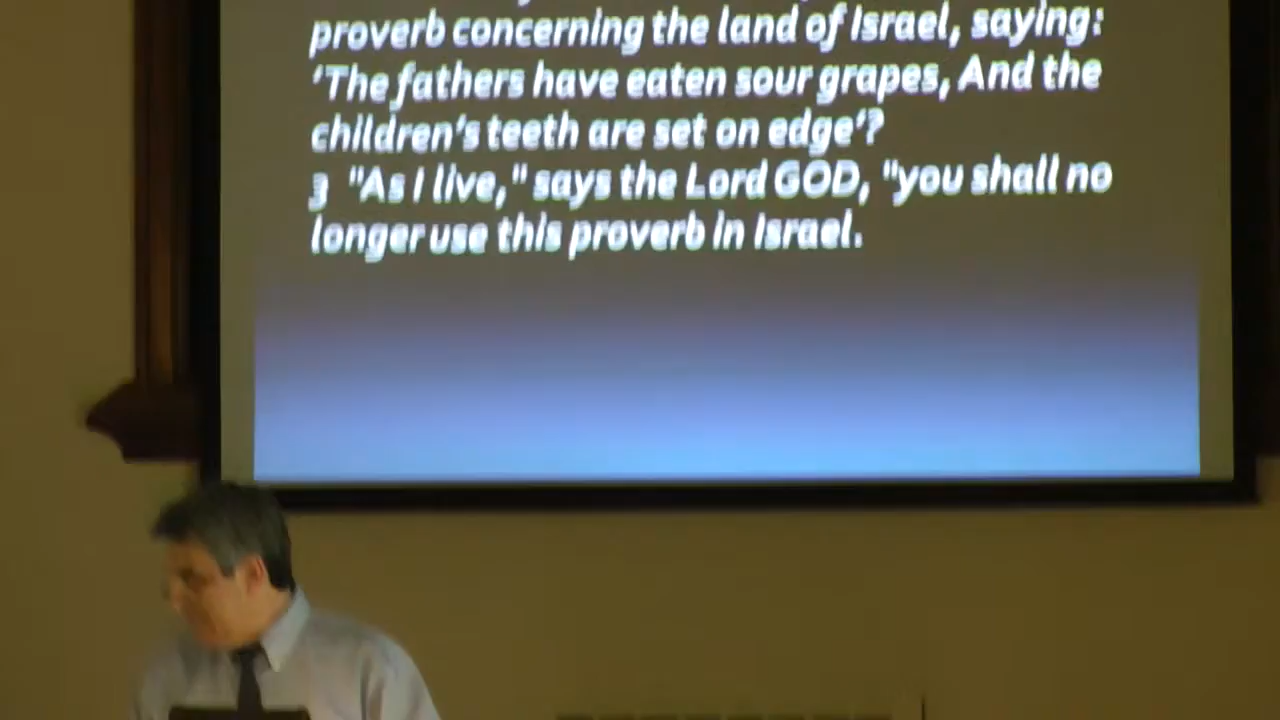 proverb concerning the land of Israel, saying:
‘The fathers have eaten sour grapes, And the
children’s teeth are set on edge‘?
3 "As I live," says the Lord GOD, "you shall no
longer use this proverb in Israel.